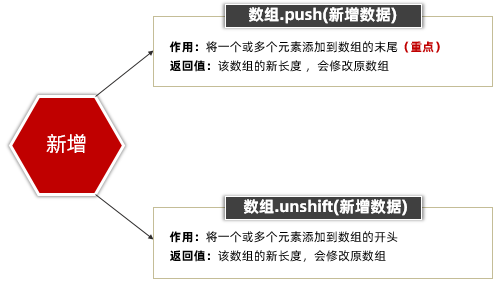 数组.push(新增数据)
作用：将一个或多个元素添加到数组的末尾（重点）
返回值：该数组的新长度 ，会修改原数组
新增
数组.unshift(新增数据)
作用：将一个或多个元素添加到数组的开头
返回值：该数组的新长度，会修改原数组